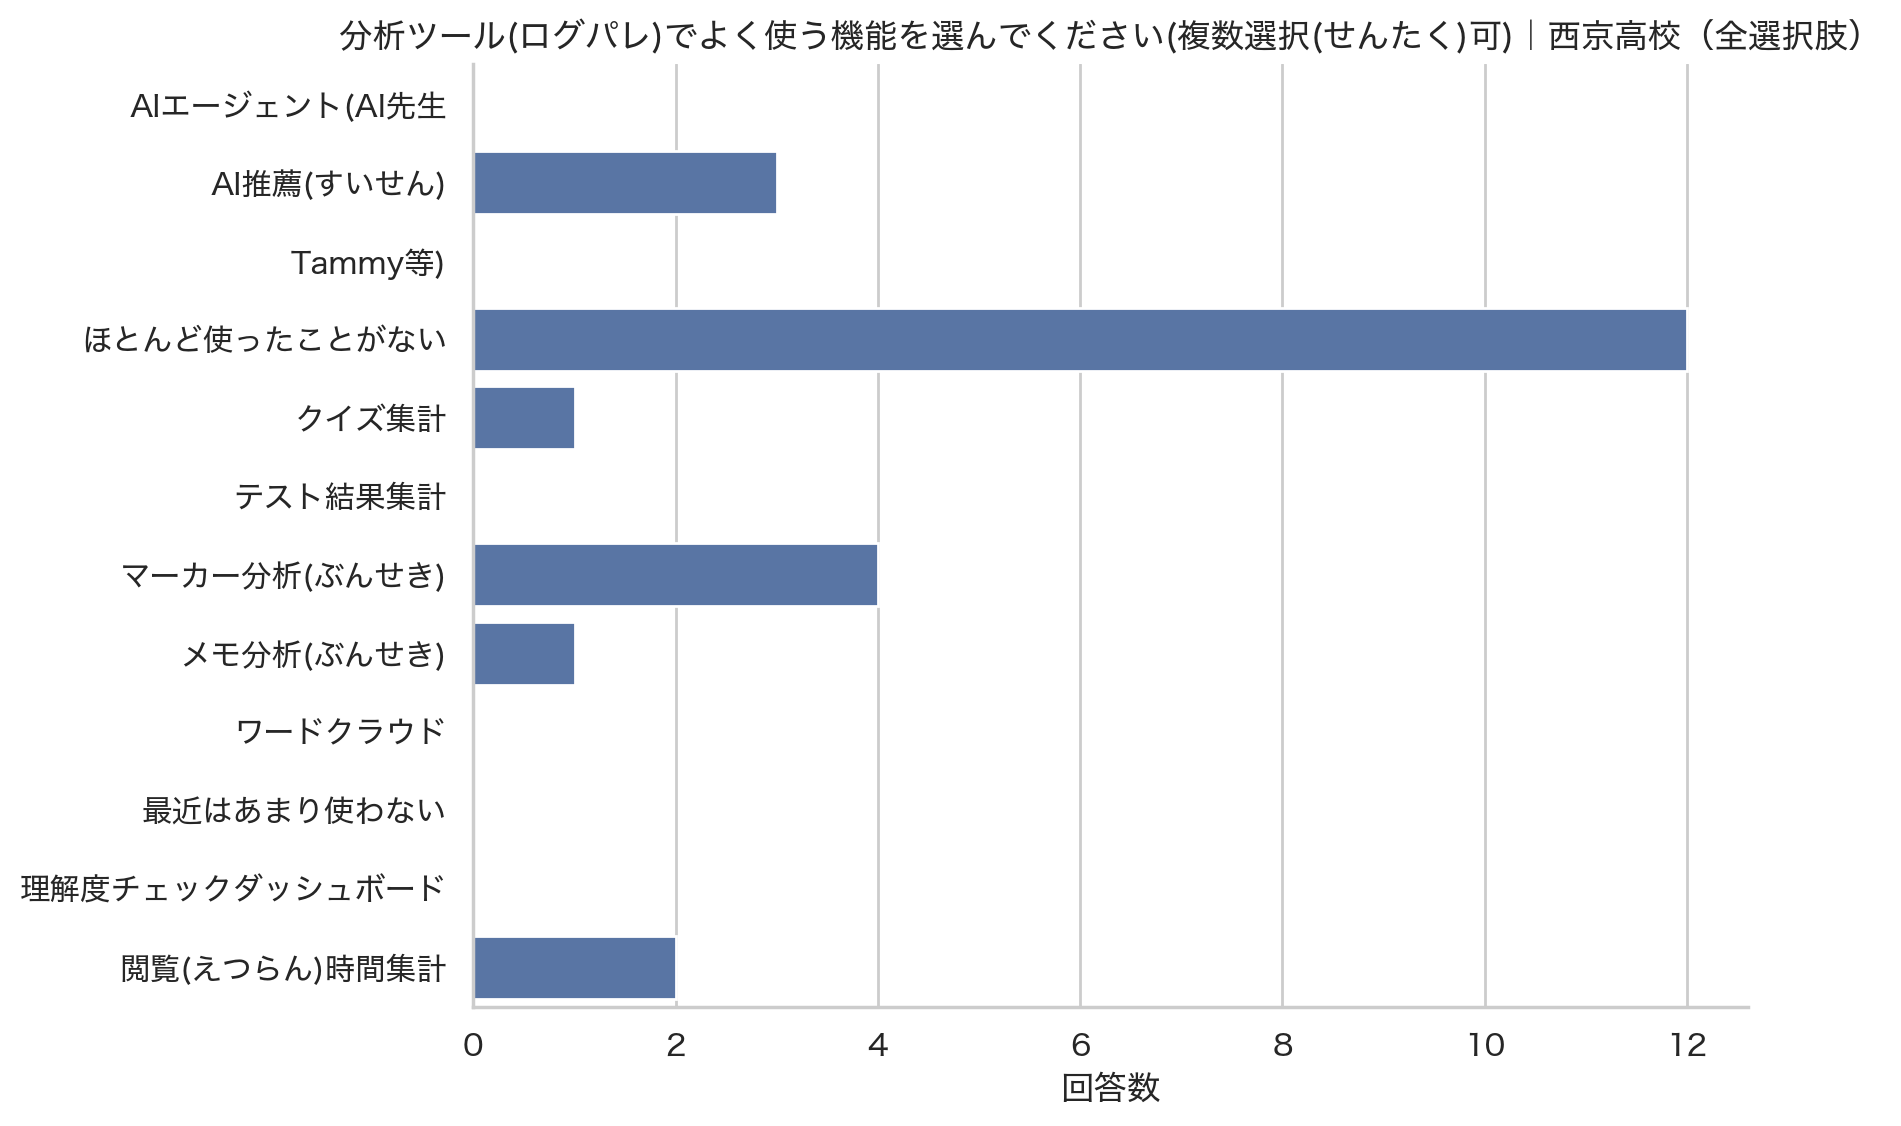 分析ツール(ログパレ)でよく使う機能を選んでください(複数選択(せんたく)可)｜西京高校（全選択肢）
AIエージェント(AI先生
AI推薦(すいせん)
Tammy等)
ほとんど使ったことがない
クイズ集計
テスト結果集計
マーカー分析(ぶんせき)
メモ分析(ぶんせき)
ワードクラウド
最近はあまり使わない
理解度チェックダッシュボード
閲覧(えつらん)時間集計
0 2 4 6 8 10 12
回答数